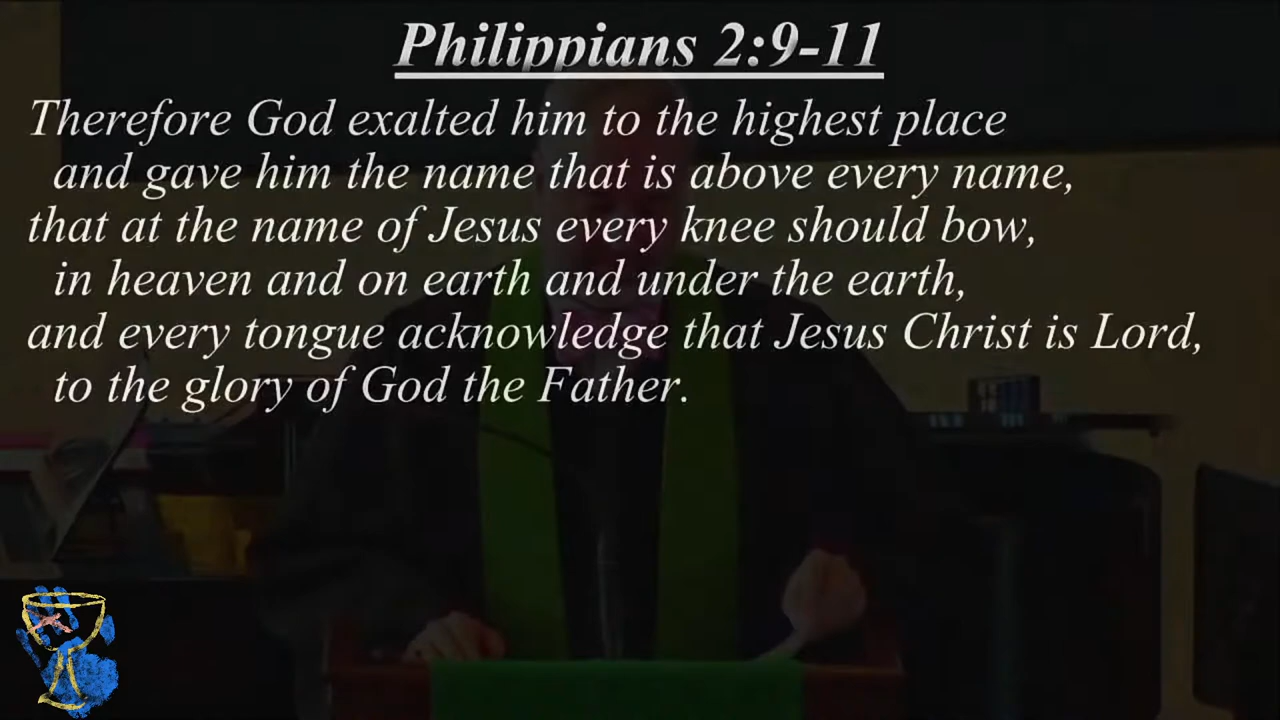 Philippians 2:9-11
Therefore God exalted him to the highest place
and gave him the name that is above every name,
that at the name of Jesus every knee should bow,
in heaven and on earth and under the earth,
and every tongue acknowledge that Jesus Christ is Lord,
to the glory of God the Father.